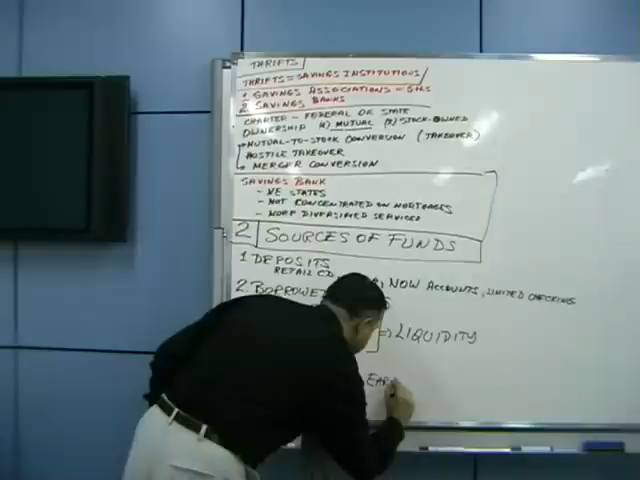 THRIFTS
THRIFTS = SAVINGS INSTITUTIONS
1 SAVINGS ASSOCIATIONS = S&LS
2 SAVINGS BANKS
CHARTER - FEDERAL OR STATE
OWNERSHIP (1) MUTUAL (2) STOCK-OWNED
MUTUAL-TO-STOCK CONVERSION (TAKEOVER)
HOSTILE TAKEOVER
MERGER CONVERSION
SAVINGS BANK
- NE STATES
- NOT CONCENTRATED ON MORTGAGES
- MORE DIVERSIFIED SERVICES
2 SOURCES OF FUNDS
1. DEPOSITS
RETAIL CD NOW ACCOUNTS, LIMITED CHECKING
2. BORROWE
⇒ LIQUIDITY
EAR